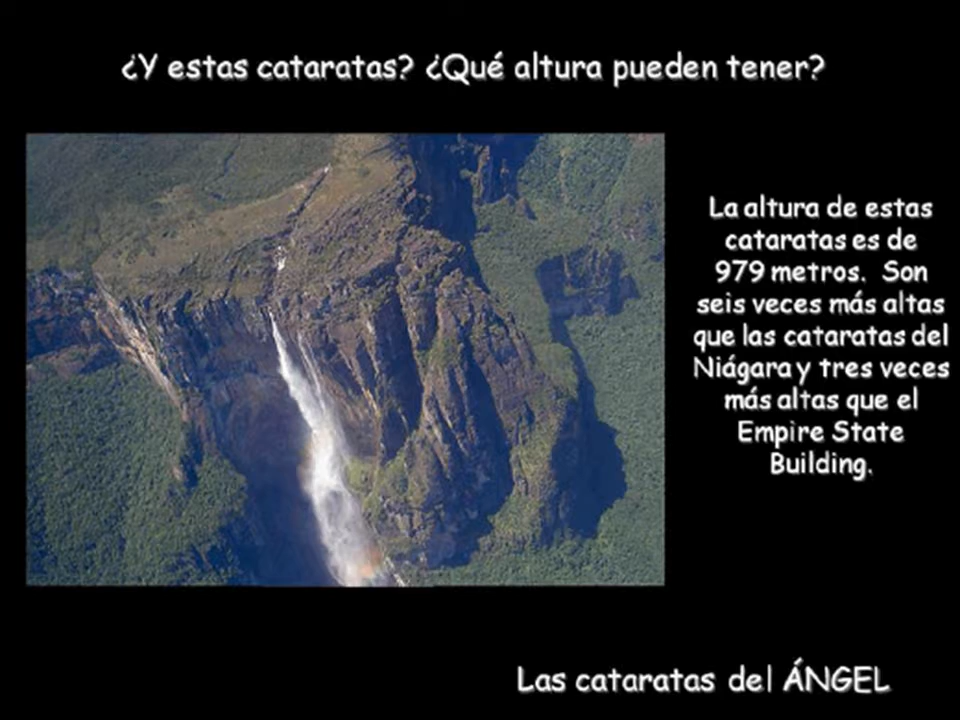 ¿Y estas cataratas? ¿Qué altura pueden tener?
La altura de estas
cataratas es de
979 metros. Son
seis veces más altas
que las cataratas del
Niágara y tres veces
más altas que el
Empire State
Building.
Las cataratas del ÁNGEL